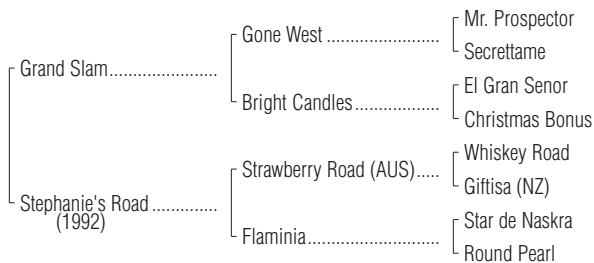 Mr. Prospector
Gone West ........................
Secrettame
Grand Slam.......................
El Gran Senor
Bright Candles..................
Christmas Bonus
Whiskey Road
Strawberry Road (AUS).....
Giftisa (NZ)
Stephanie's Road ..............
(1992)
Star de Naskra
Flaminia............................
Round Pearl